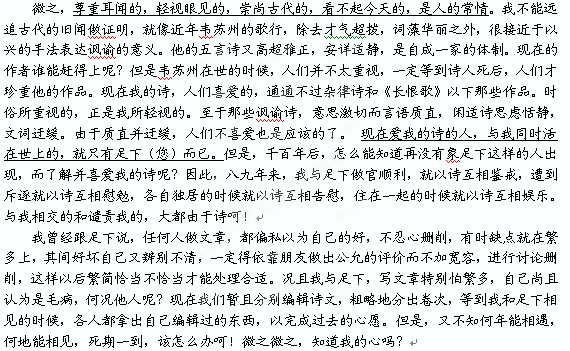 微之，尊重耳闻的，轻视眼见的，崇尚古代的，看不起今天的，是人的常情。我不能远
追古代的旧闻做证明，就像近年韦苏州的歌行，除去才气超拔，词藻华丽之外，很接近于以
兴的手法表达讽谕的意义。他的五言诗又高超雅正，安详适静，是自成一家的体制。现在的
作者谁能赶得上呢？但是韦苏州在世的时候，人们并不太重视，一定等到诗人死后，人们才
珍重他的作品。现在我的诗，人们喜爱的，通通不过杂律诗和《长恨歌》以下那些作品。时
俗所重视的，正是我所轻视的。至于那些讽谕诗，意思激切而言语质直，闲适诗思虑恬静，
文词迂缓。由于质直并迂缓，人们不喜爱也是应该的了。 现在爱我的诗的人，与我同时活
在世上的，就只有足下（您）而已。但是，千百年后，怎么能知道再没有象足下这样的人出
现，而了解并喜爱我的诗呢？因此，八九年来，我与足下做官顺利，就以诗互相鉴戒，遭到
斥逐就以诗互相慰勉，各自独居的时候就以诗互相告慰，住在一起的时候就以诗互相娱乐。
与我相交的和谴责我的，大都由于诗呵！
我曾经跟足下说，任何人做文章，都偏私以为自己的好，不忍心删削，有时缺点就在繁
多上，其间好坏自己又辨别不清，一定得依靠朋友做出公允的评价而不加宽容，进行讨论删
削，这样以后繁简恰当不恰当才能处理合适。况且我与足下，写文章特别怕繁多，自己尚且
认为是毛病，何况他人呢？现在我们暂且分别编辑诗文，粗略地分出卷次，等到我和足下相
见的时候，各人都拿出自己编辑过的东西，以完成过去的心愿。但是，又不知何年能相遇，
何地能相见，死期一到，该怎么办呵！微之微之，知道我的心吗？